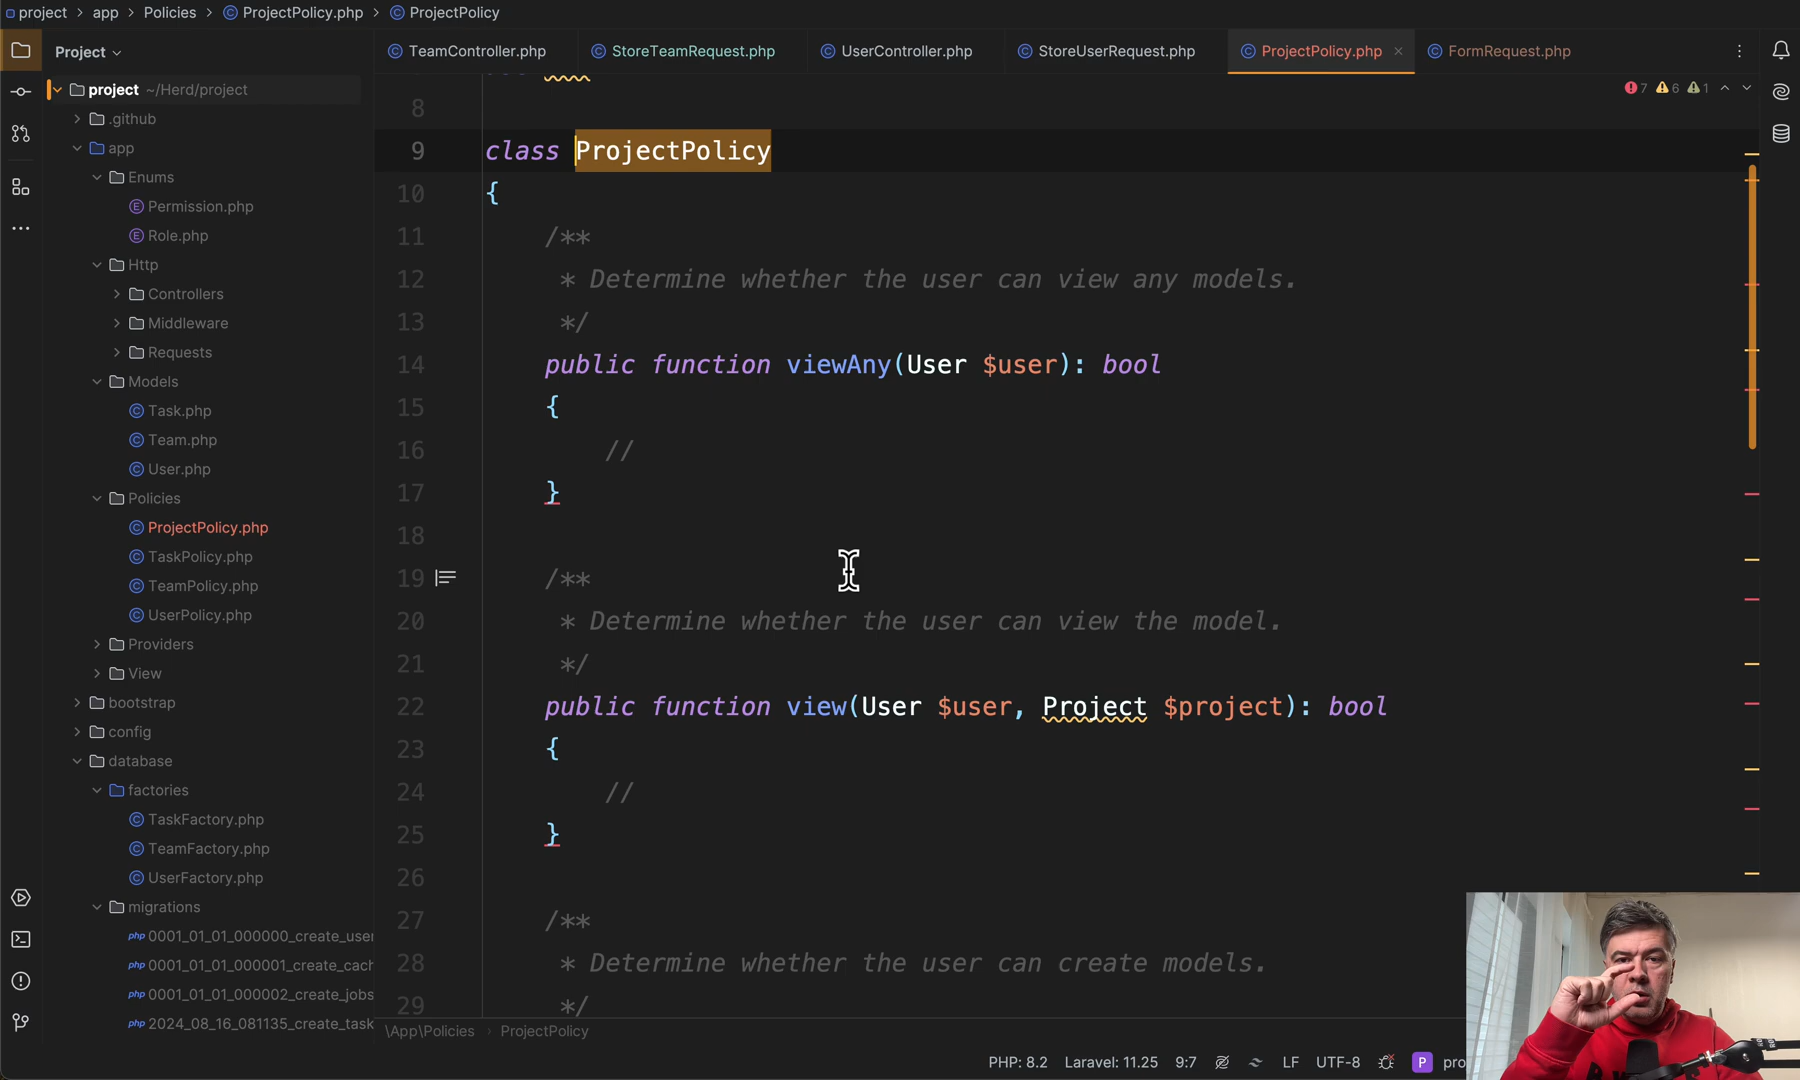 project > app > Policies > ProjectPolicy.php > ProjectPolicy
Project
TeamController.php
StoreTeamRequest.php
UserController.php
StoreUserRequest.php
ProjectPolicy.php
FormRequest.php
project ~/Herd/project
.github
app
Enums
Permission.php
Role.php
Http
Controllers
Middleware
Requests
Models
Task.php
Team.php
User.php
Policies
ProjectPolicy.php
TaskPolicy.php
TeamPolicy.php
UserPolicy.php
Providers
View
bootstrap
config
database
factories
TaskFactory.php
TeamFactory.php
UserFactory.php
migrations
php 0001_01_01_000000_create_user
php 0001_01_01_000001_create_cach
php 0001_01_01_000002_create_jobs
php 2024_08_16_081135_create_task
7 6 1
8
9 class ProjectPolicy
10 {
11 /**
12 * Determine whether the user can view any models.
13 */
14 public function viewAny(User $user): bool
15 {
16 //
17 }
18
19 /**
20 * Determine whether the user can view the model.
21 */
22 public function view(User $user, Project $project): bool
23 {
24 //
25 }
26
27 /**
28 * Determine whether the user can create models.
29 */
\App\Policies > ProjectPolicy
PHP: 8.2 Laravel: 11.25 9:7 LF UTF-8 P pro